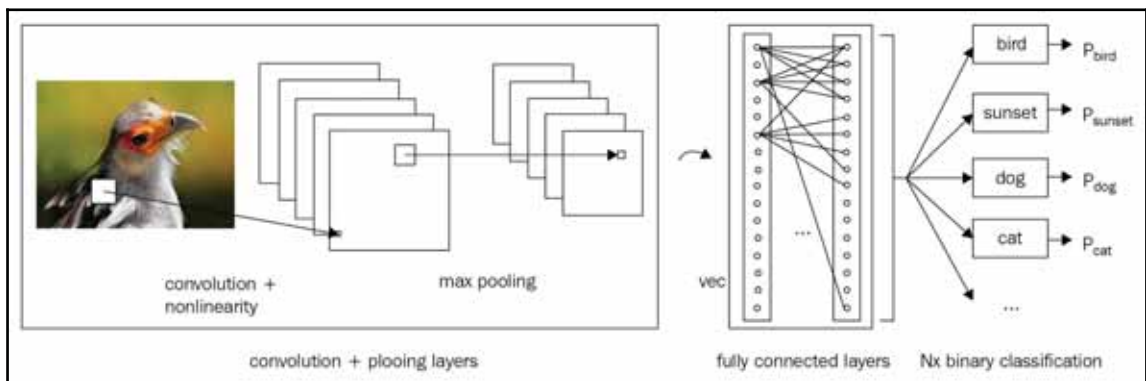 convolution +
nonlinearity
max pooling
convolution + plooing layers
vec
...
fully connected layers
bird
P_bird
sunset
P_sunset
dog
P_dog
cat
P_cat
...
Nx binary classification